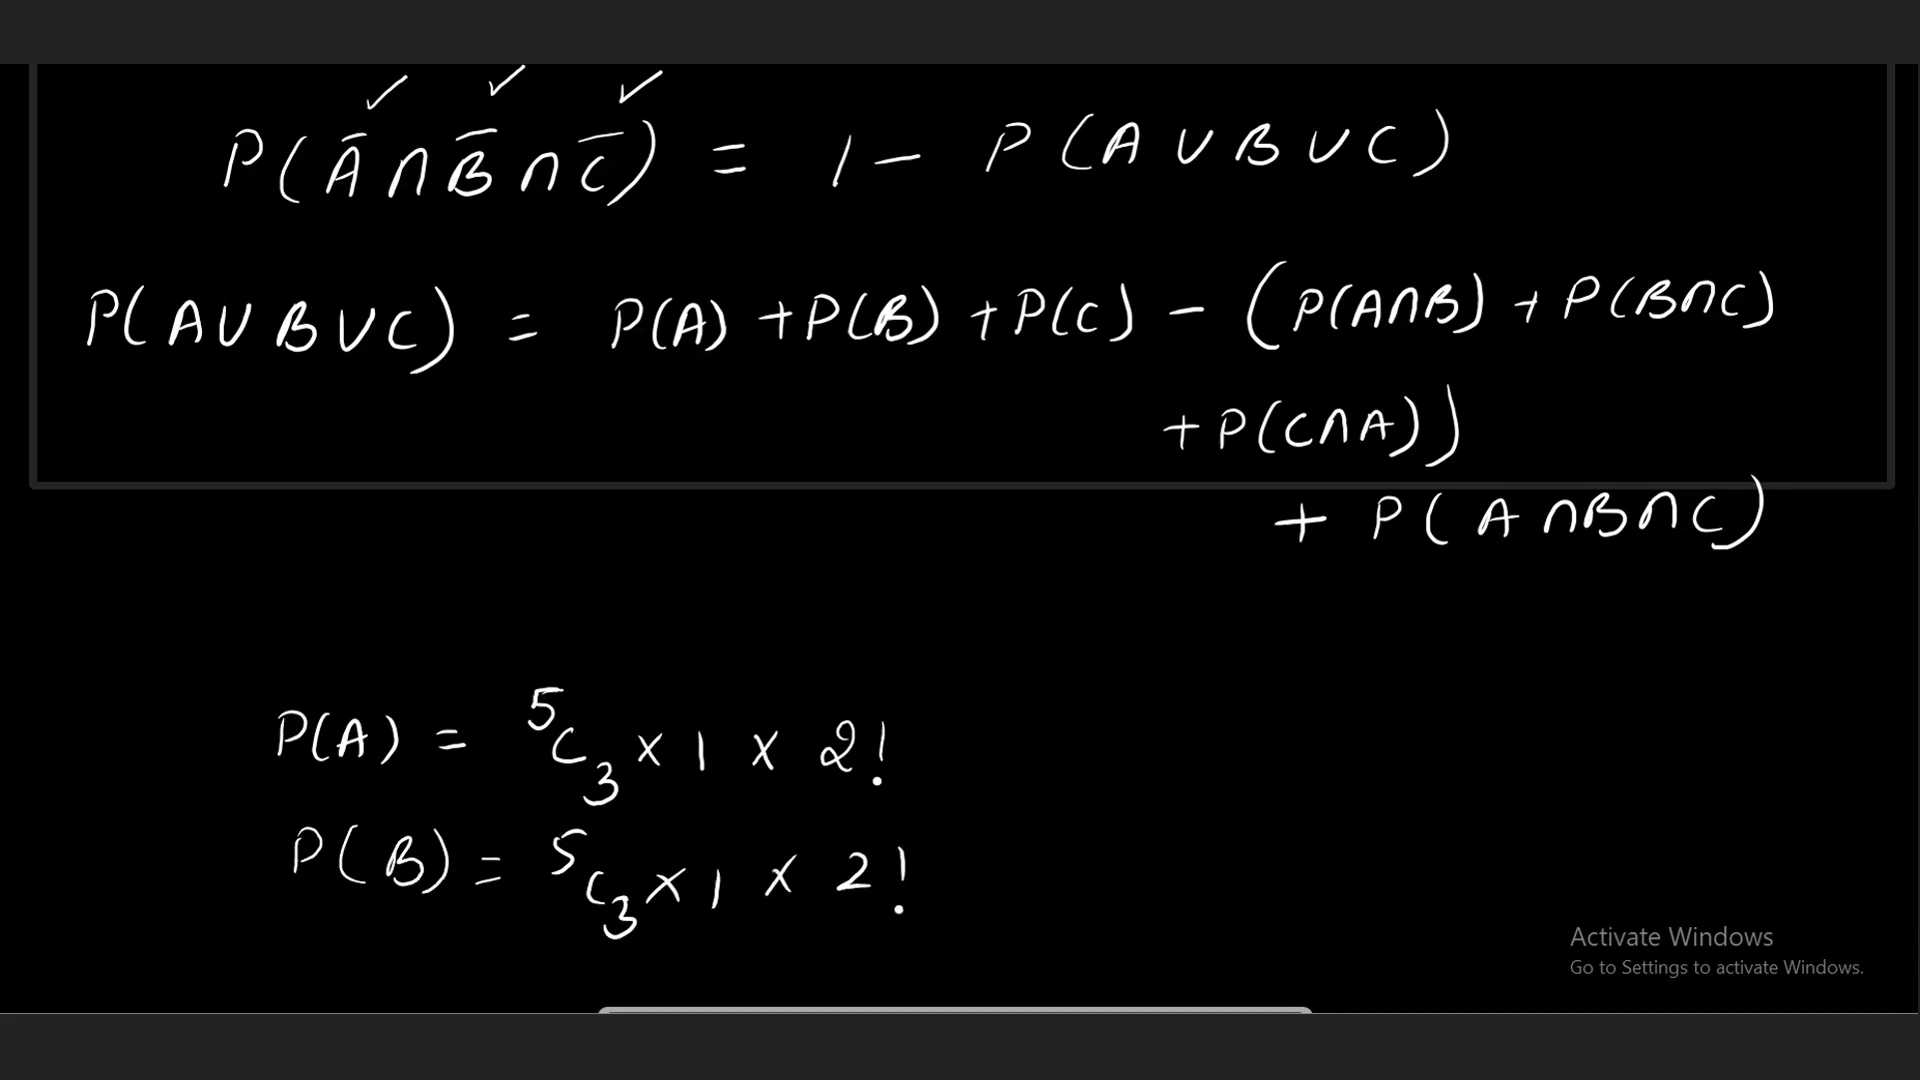 P(A̅ ∩ B̅ ∩ C̅) = 1 - P(A ∪ B ∪ C)
P(A ∪ B ∪ C) = P(A) + P(B) + P(C) - (P(A∩B) + P(B∩C)
+ P(C∩A))
+ P(A ∩ B ∩ C)
P(A) = ⁵C₃ × 1 × 2!
P(B) = ⁵C₃ × 1 × 2!
Activate Windows
Go to Settings to activate Windows.